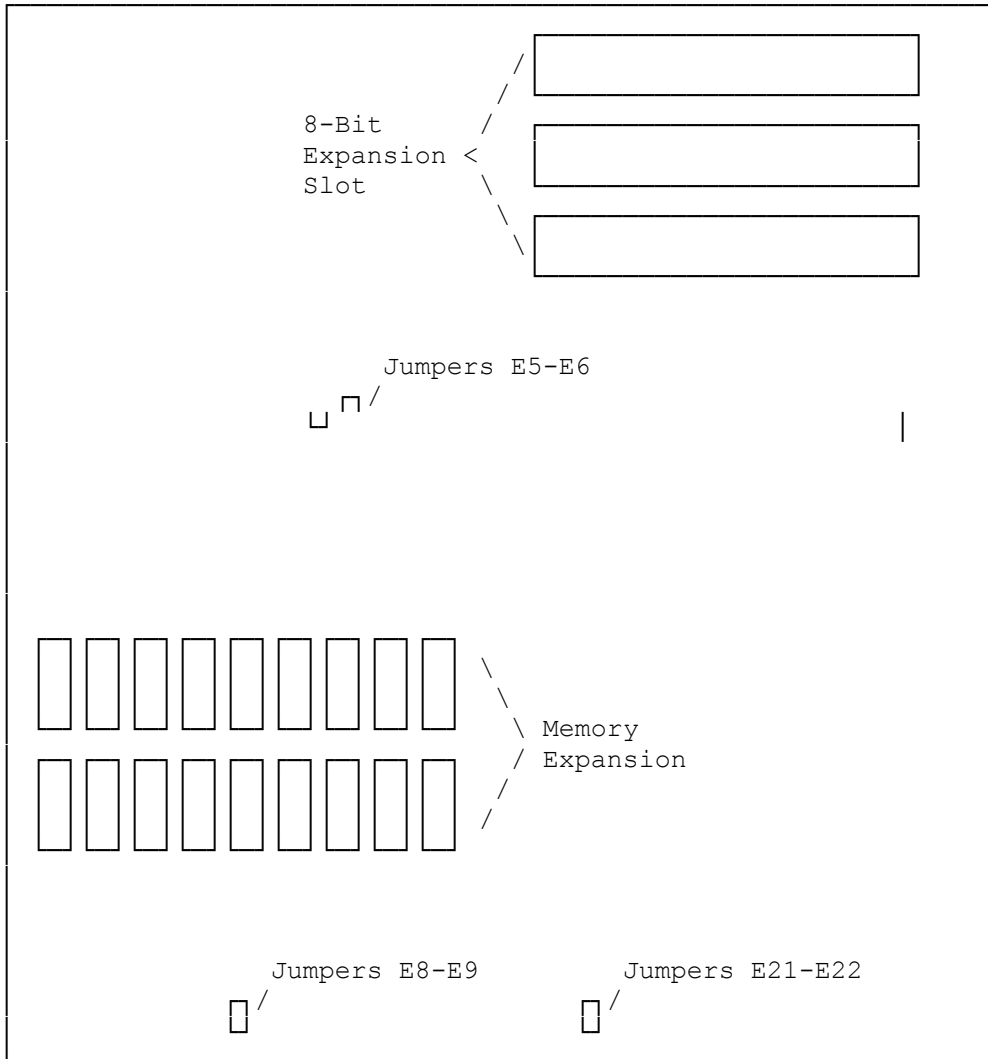 8-Bit
Expansion
Slot
Jumpers E5-E6
Memory
Expansion
Jumpers E8-E9
Jumpers E21-E22